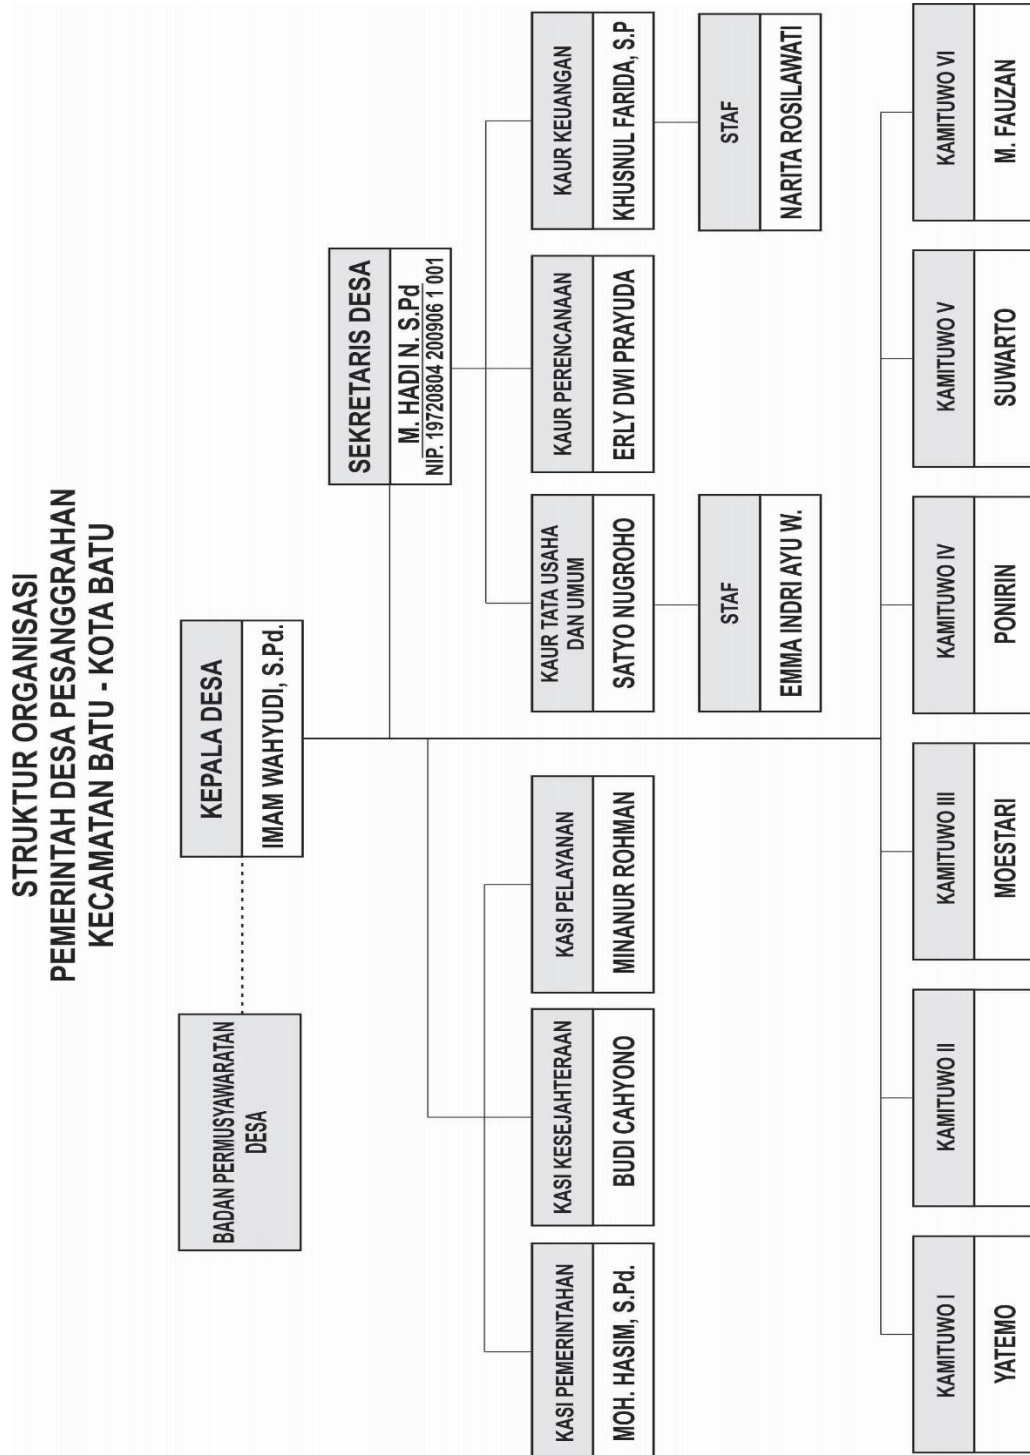 STRUKTUR ORGANISASI
PEMERINTAH DESA PESANGGRAHAN
KECAMATAN BATU - KOTA BATU
BADAN PERMUSYAWARATAN
DESA
KEPALA DESA
IMAM WAHYUDI, S.Pd.
SEKRETARIS DESA
M. HADI N. S.Pd
NIP. 19720804 200906 1 001
KASI PEMERINTAHAN
MOH. HASIM, S.Pd.
KASI KESEJAHTERAAN
BUDI CAHYONO
KASI PELAYANAN
MINANUR ROHMAN
KAUR TATA USAHA
DAN UMUM
SATYO NUGROHO
KAUR PERENCANAAN
ERLY DWI PRAYUDA
KAUR KEUANGAN
KHUSNUL FARIDA, S.P
STAF
EMMA INDRI AYU W.
STAF
NARITA ROSILAWATI
KAMITUWO I
YATEMO
KAMITUWO II
KAMITUWO III
MOESTARI
KAMITUWO IV
PONIRIN
KAMITUWO V
SUWARTO
KAMITUWO VI
M. FAUZAN